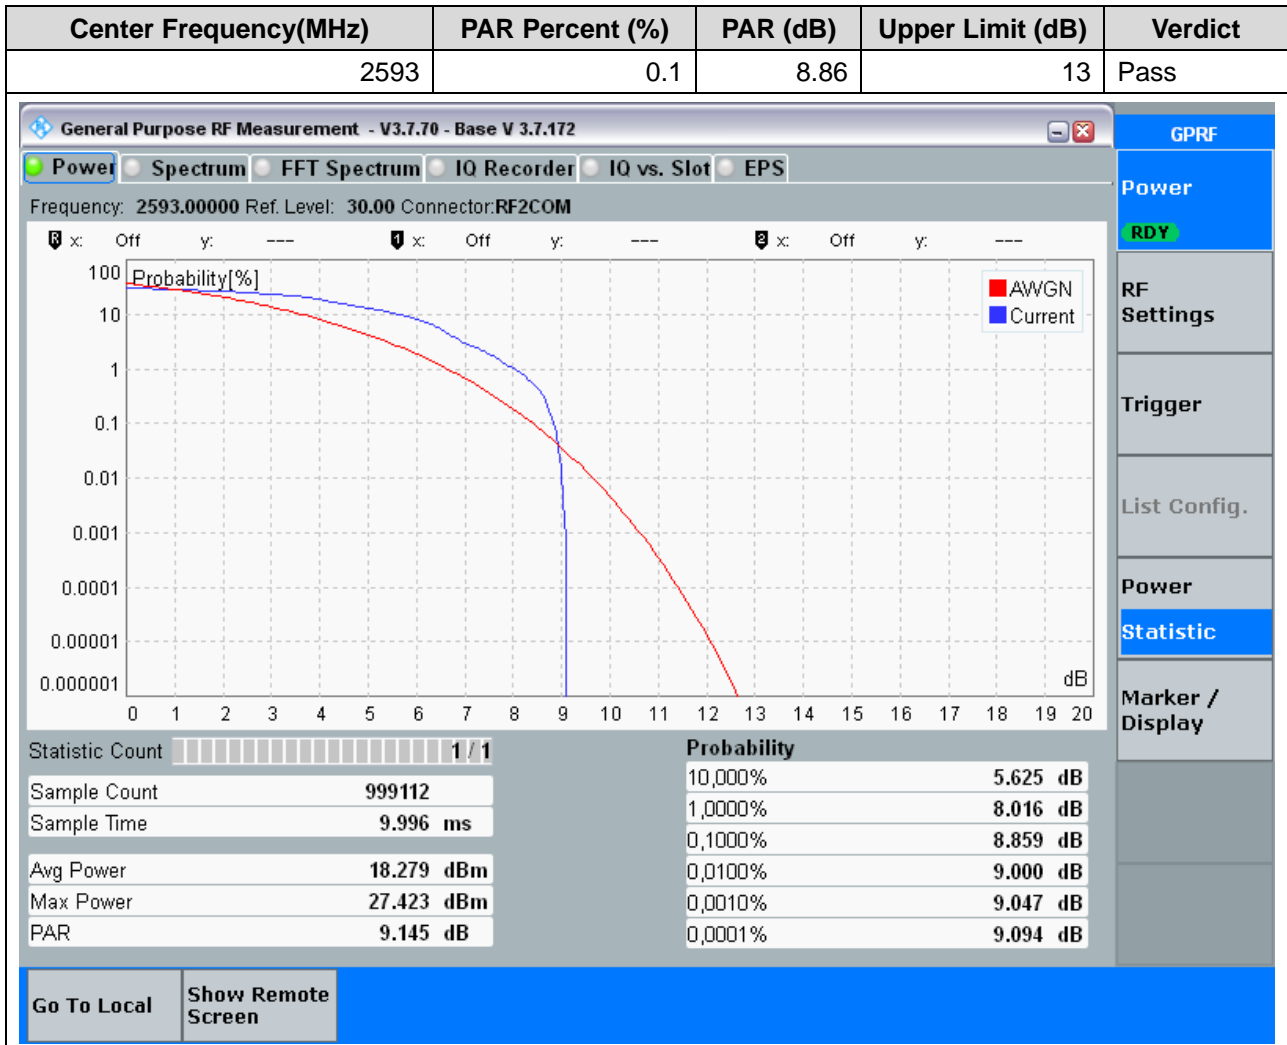 Center Frequency(MHz) PAR Percent (%) PAR (dB) Upper Limit (dB) Verdict
2593 0.1 8.86 13 Pass
General Purpose RF Measurement - V3.7.70 - Base V 3.7.172
GPRF
Power Spectrum FFT Spectrum IQ Recorder IQ vs. Slot EPS
Power
RDY
Frequency: 2593.00000 Ref. Level: 30.00 Connector:RF2COM
R x: Off y: --- 1 x: Off y: --- 2 x: Off y: ---
Probability[%]
100
10
1
0.1
0.01
0.001
0.0001
0.00001
0.000001
AWGN
Current
dB
0 1 2 3 4 5 6 7 8 9 10 11 12 13 14 15 16 17 18 19 20
RF
Settings
Trigger
List Config.
Power
Statistic
Marker /
Display
Statistic Count 1 / 1
Sample Count 999112
Sample Time 9.996 ms
Avg Power 18.279 dBm
Max Power 27.423 dBm
PAR 9.145 dB
Probability
10,000% 5.625 dB
1,0000% 8.016 dB
0,1000% 8.859 dB
0,0100% 9.000 dB
0,0010% 9.047 dB
0,0001% 9.094 dB
Go To Local
Show Remote
Screen